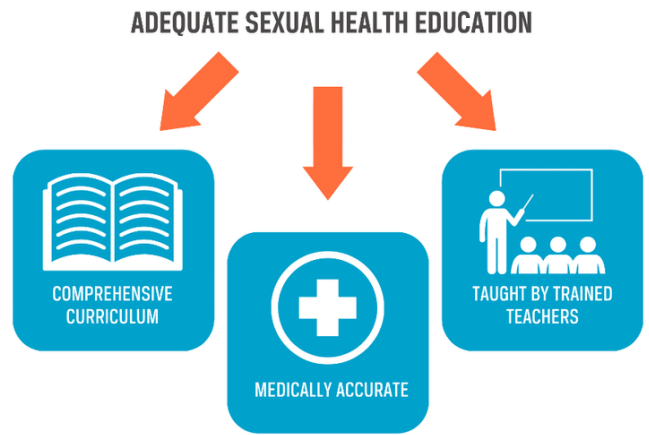 ADEQUATE SEXUAL HEALTH EDUCATION
COMPREHENSIVE
CURRICULUM
MEDICALLY ACCURATE
TAUGHT BY TRAINED
TEACHERS